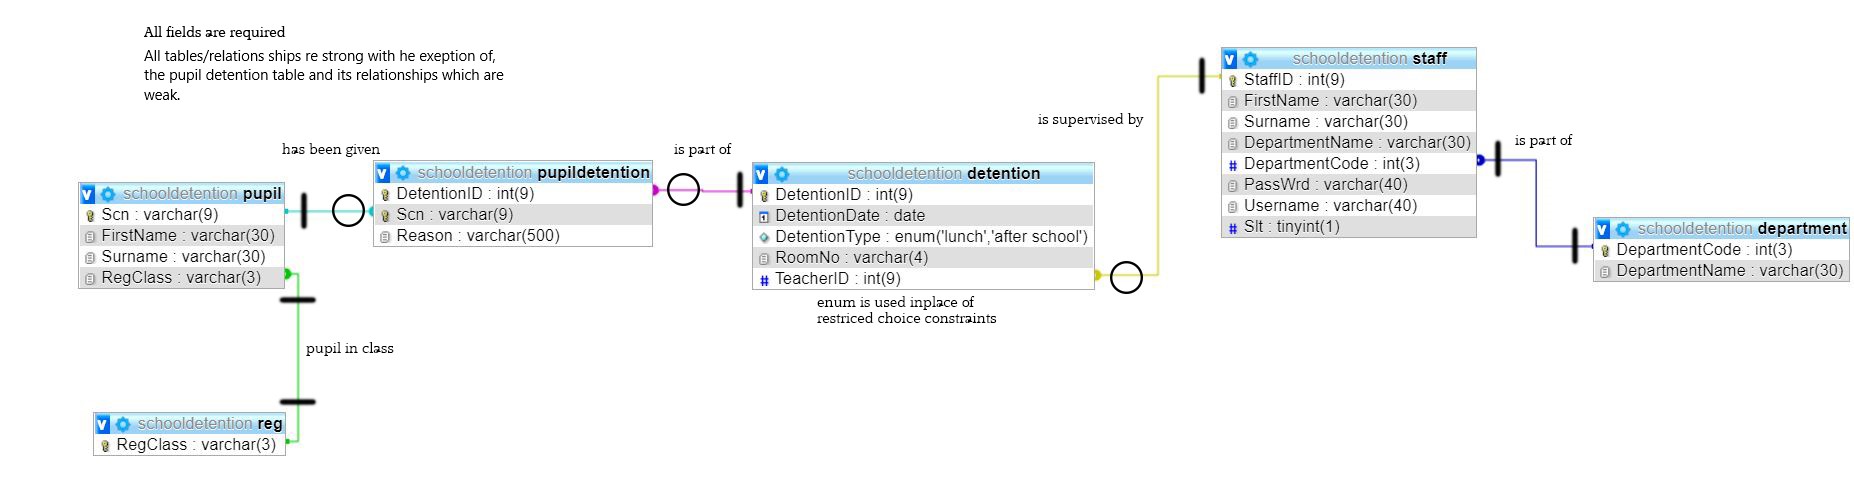 All fields are required
All tables/relations ships re strong with he exeption of,
the pupil detention table and its relationships which are
weak.
has been given
is part of
is supervised by
is part of
schooldetention pupil
Scn : varchar(9)
FirstName : varchar(30)
Surname : varchar(30)
RegClass : varchar(3)
schooldetention pupildetention
DetentionID : int(9)
Scn : varchar(9)
Reason : varchar(500)
schooldetention detention
DetentionID : int(9)
DetentionDate : date
DetentionType : enum('lunch','after school')
RoomNo : varchar(4)
TeacherID : int(9)
enum is used inplace of
restriced choice constraints
schooldetention staff
StaffID : int(9)
FirstName : varchar(30)
Surname : varchar(30)
DepartmentName : varchar(30)
DepartmentCode : int(3)
PassWrd : varchar(40)
Username : varchar(40)
Slt : tinyint(1)
schooldetention department
DepartmentCode : int(3)
DepartmentName : varchar(30)
pupil in class
schooldetention reg
RegClass : varchar(3)